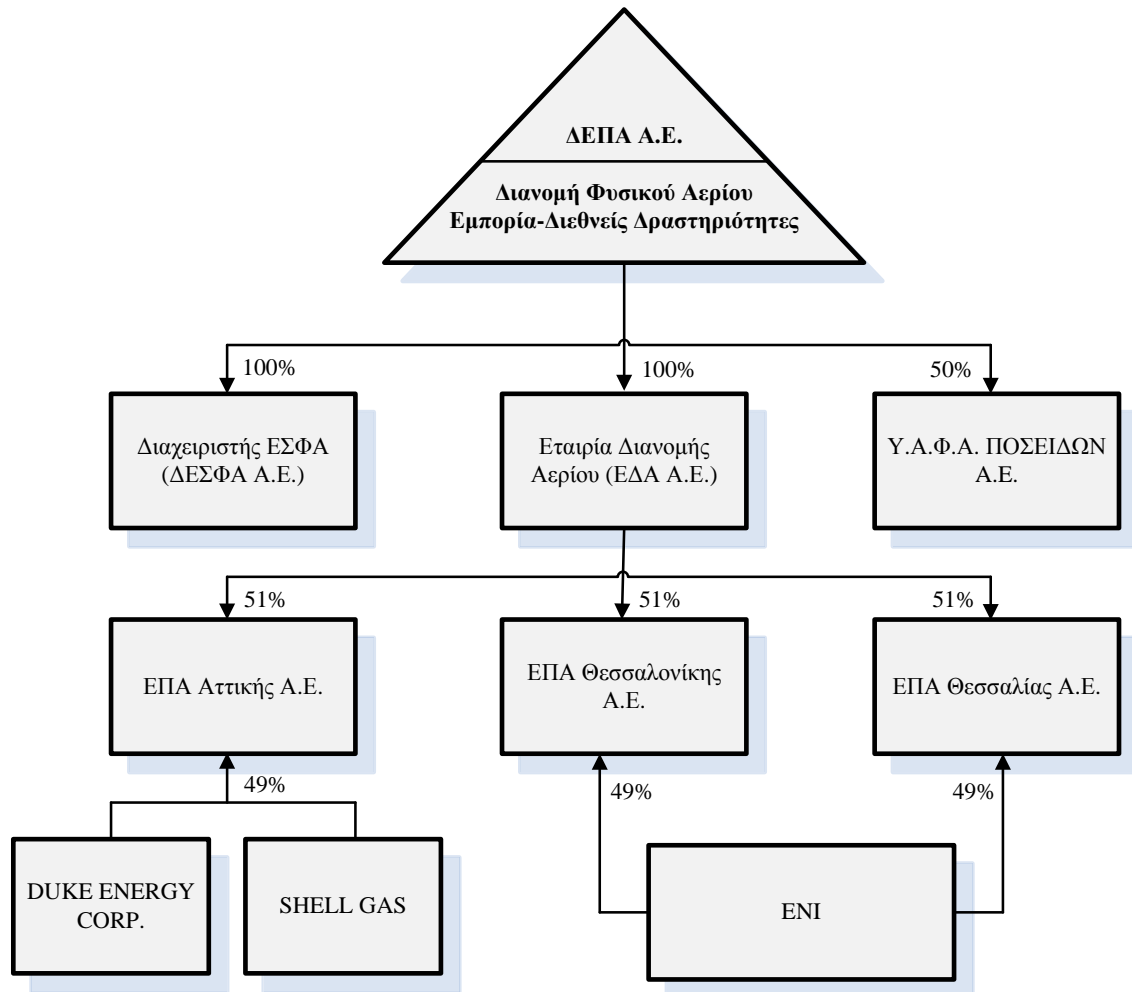 ΔΕΠΑ Α.Ε.
Διανομή Φυσικού Αερίου
Εμπορία-Διεθνείς Δραστηριότητες
100%
100%
50%
Διαχειριστής ΕΣΦΑ
(ΔΕΣΦΑ Α.Ε.)
Εταιρία Διανομής
Αερίου (ΕΔΑ Α.Ε.)
Υ.Α.Φ.Α. ΠΟΣΕΙΔΩΝ
Α.Ε.
51%
51%
51%
ΕΠΑ Αττικής Α.Ε.
ΕΠΑ Θεσσαλονίκης
Α.Ε.
ΕΠΑ Θεσσαλίας Α.Ε.
49%
49%
49%
DUKE ENERGY
CORP.
SHELL GAS
ENI